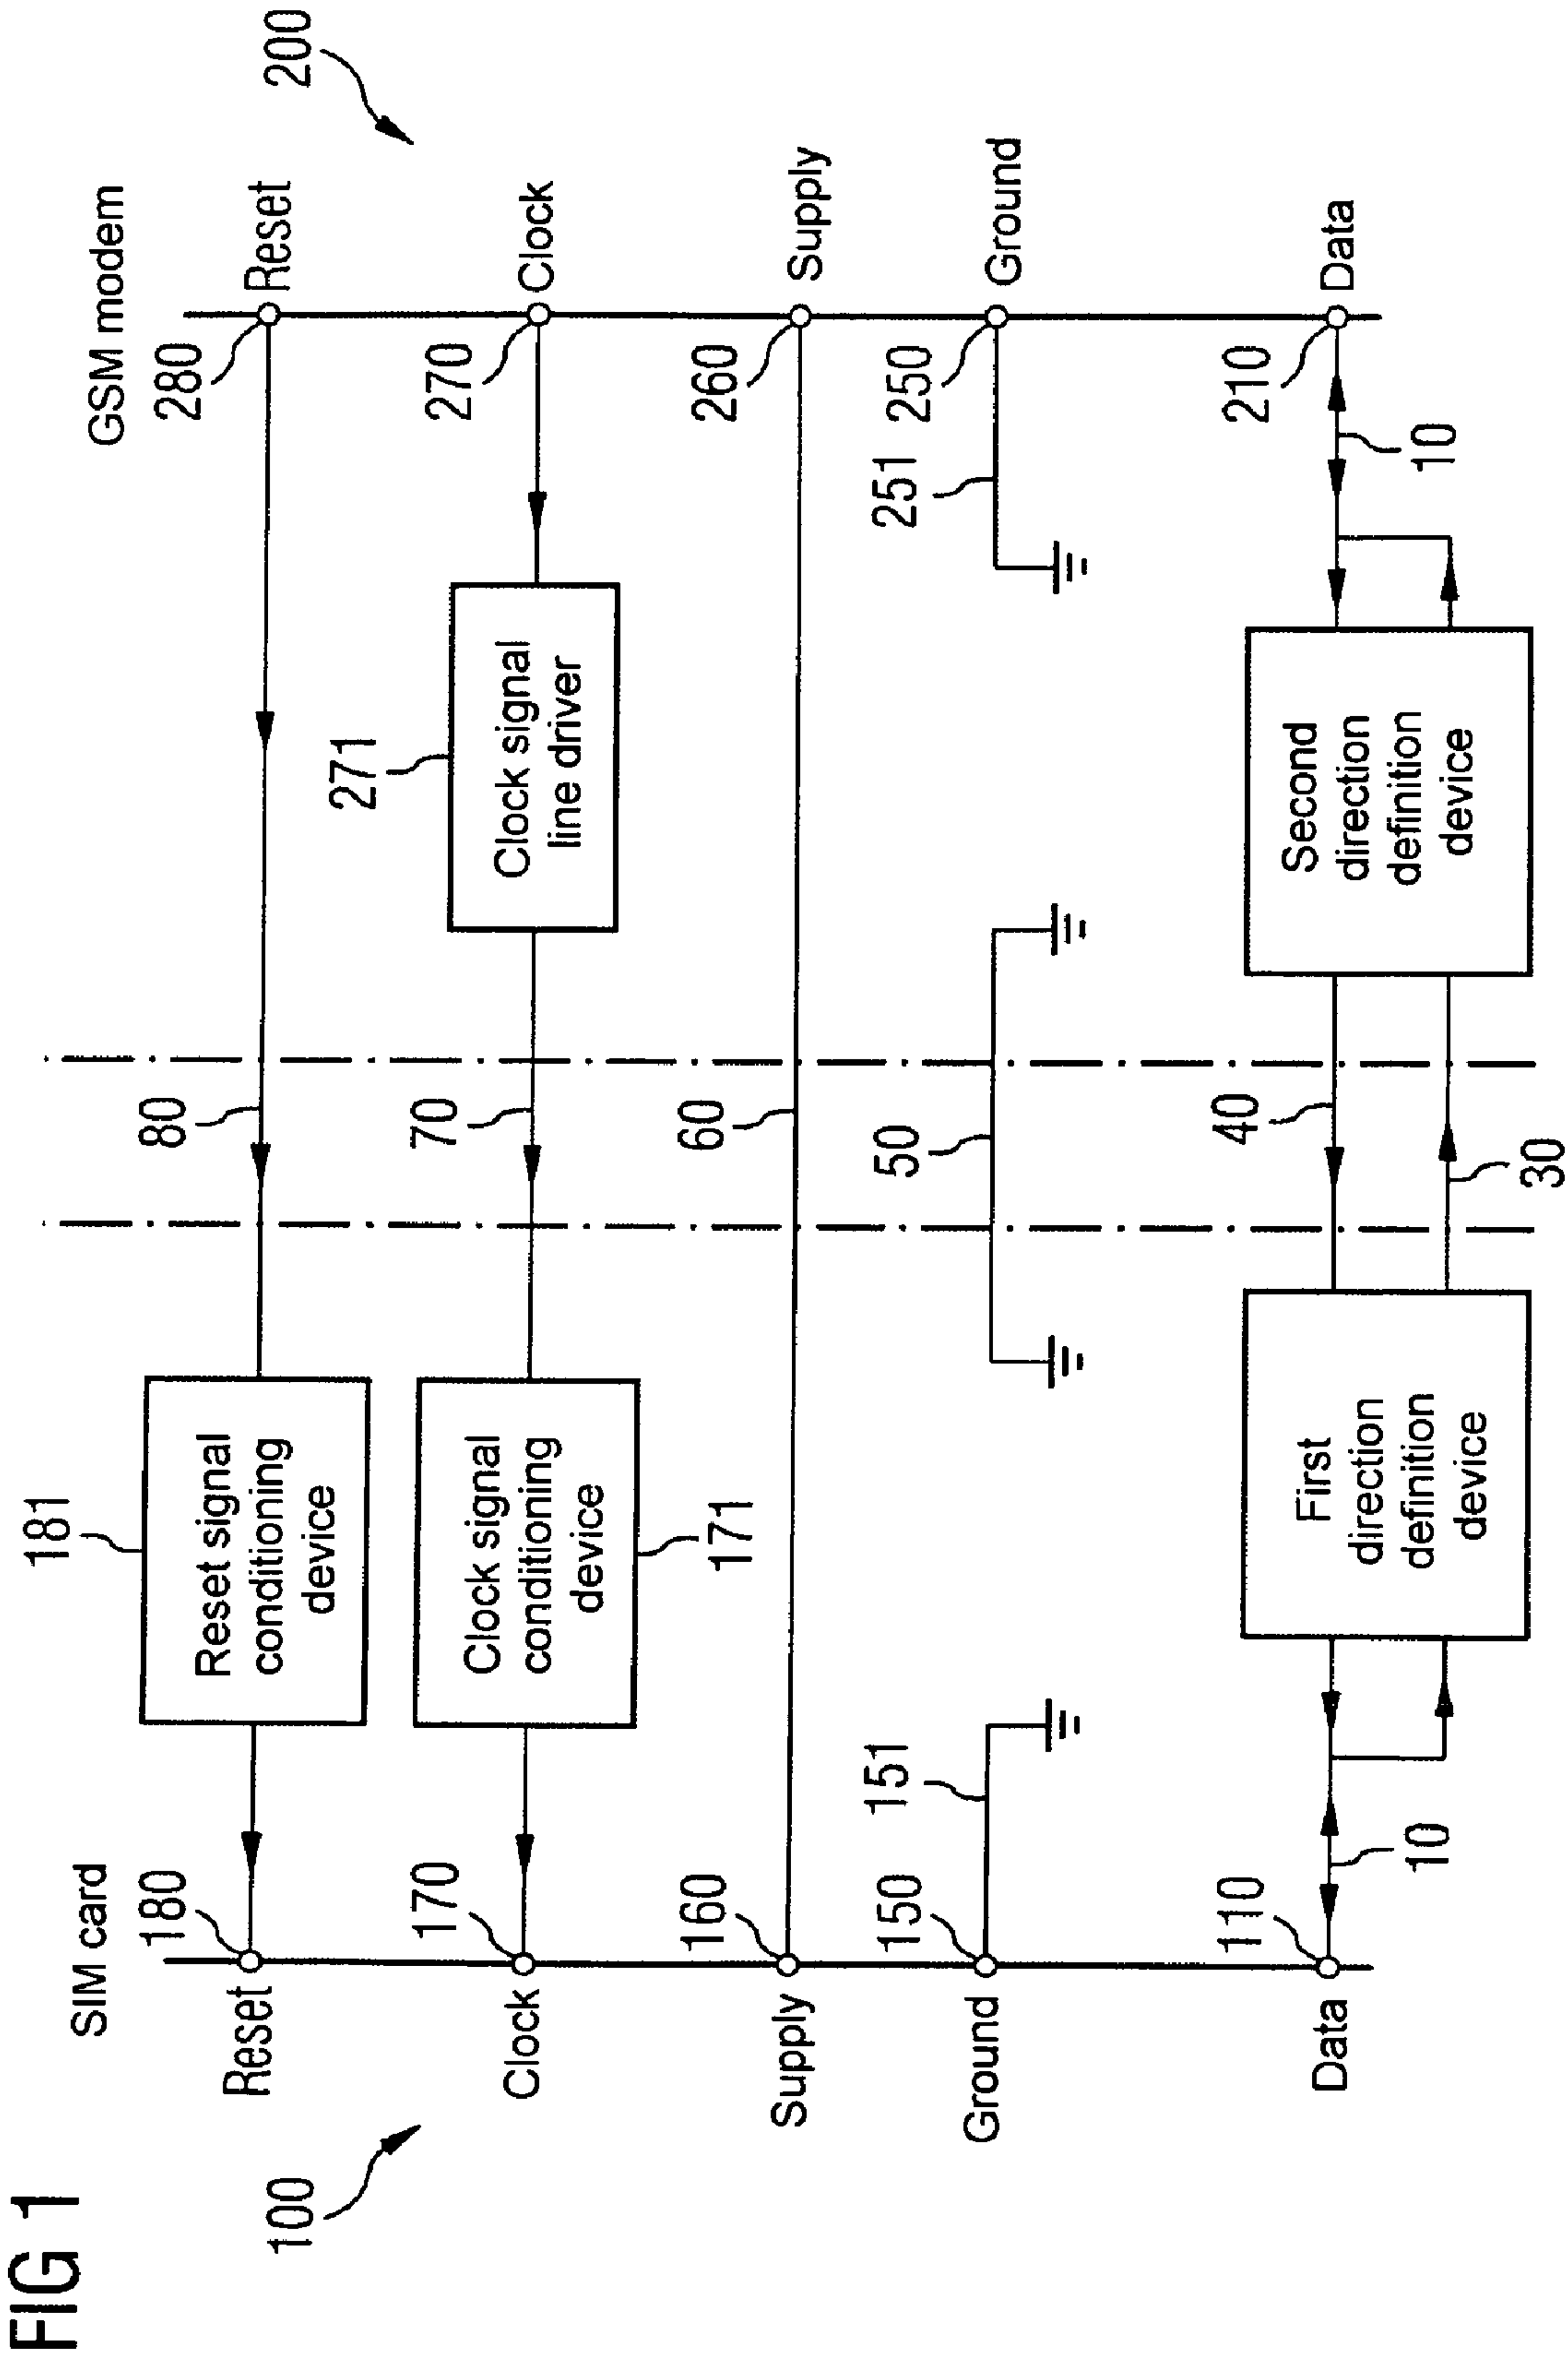 FIG 1
100
SIM card
GSM modem
200
Reset
180
181
Reset signal
conditioning
device
80
280
Reset
Clock
170
Clock signal
conditioning
device
171
70
271
Clock signal
line driver
270
Clock
Supply
160
60
260
Supply
Ground
150
151
50
251
250
Ground
Data
110
10
First
direction
definition
device
40
30
Second
direction
definition
device
10
210
Data